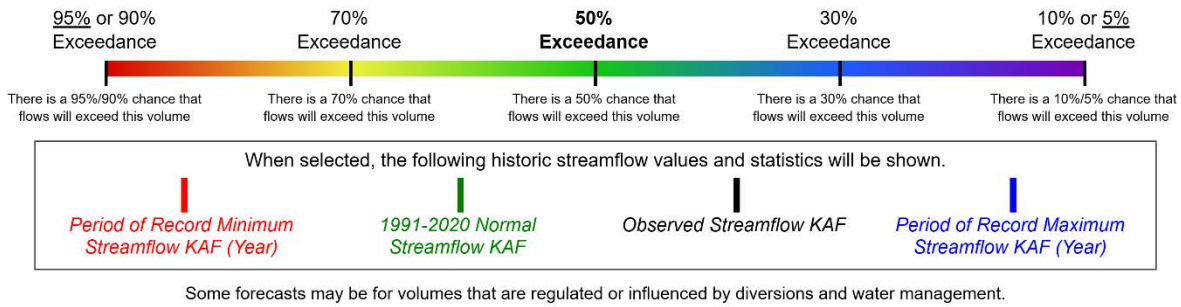 95% or 90% Exceedance
70% Exceedance
50% Exceedance
30% Exceedance
10% or 5% Exceedance
There is a 95%/90% chance that flows will exceed this volume
There is a 70% chance that flows will exceed this volume
There is a 50% chance that flows will exceed this volume
There is a 30% chance that flows will exceed this volume
There is a 10%/5% chance that flows will exceed this volume
When selected, the following historic streamflow values and statistics will be shown.
Period of Record Minimum Streamflow KAF (Year)
1991-2020 Normal Streamflow KAF
Observed Streamflow KAF
Period of Record Maximum Streamflow KAF (Year)
Some forecasts may be for volumes that are regulated or influenced by diversions and water management.